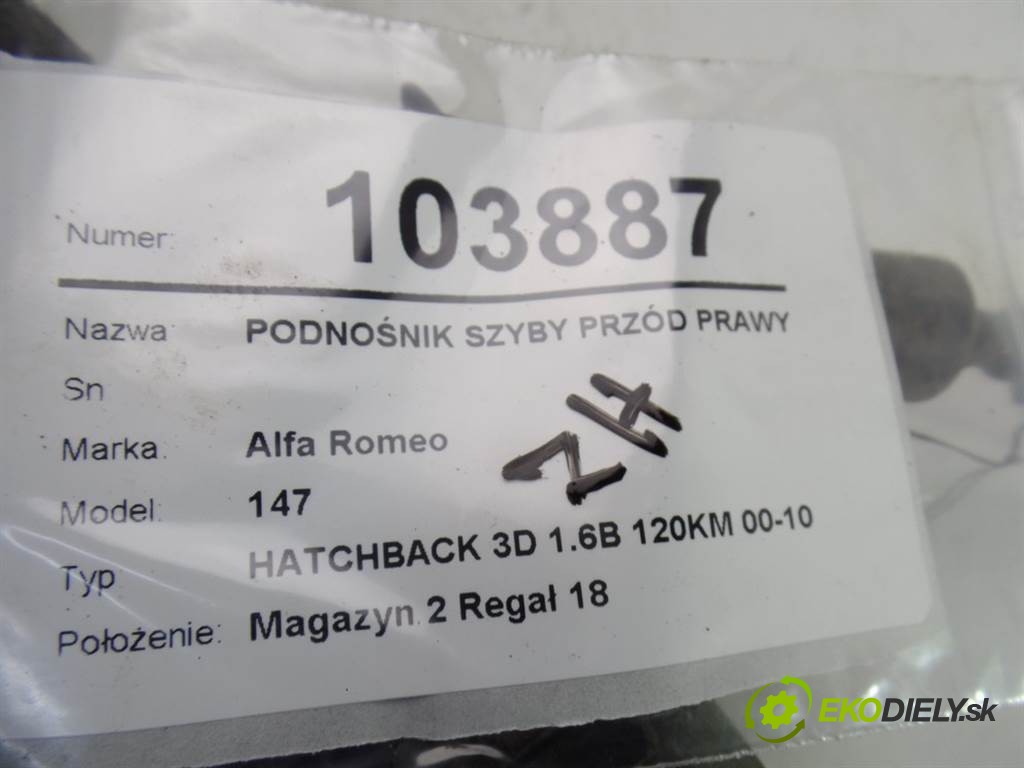 Numer: 103887
Nazwa: PODNOŚNIK SZYBY PRZÓD PRAWY
Sn
Marka: Alfa Romeo
Model: 147
Typ HATCHBACK 3D 1.6B 120KM 00-10
Położenie: Magazyn 2 Regał 18
EKODIELY.sk